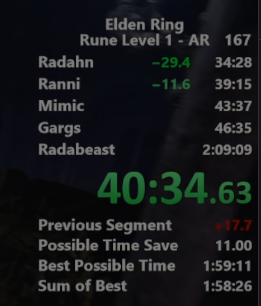 Elden Ring
Rune Level 1 - AR 167
Radahn -29.4 34:28
Ranni -11.6 39:15
Mimic 43:37
Gargs 46:35
Radabeast 2:09:09
40:34.63
Previous Segment +17.7
Possible Time Save 11.00
Best Possible Time 1:59:11
Sum of Best 1:58:26